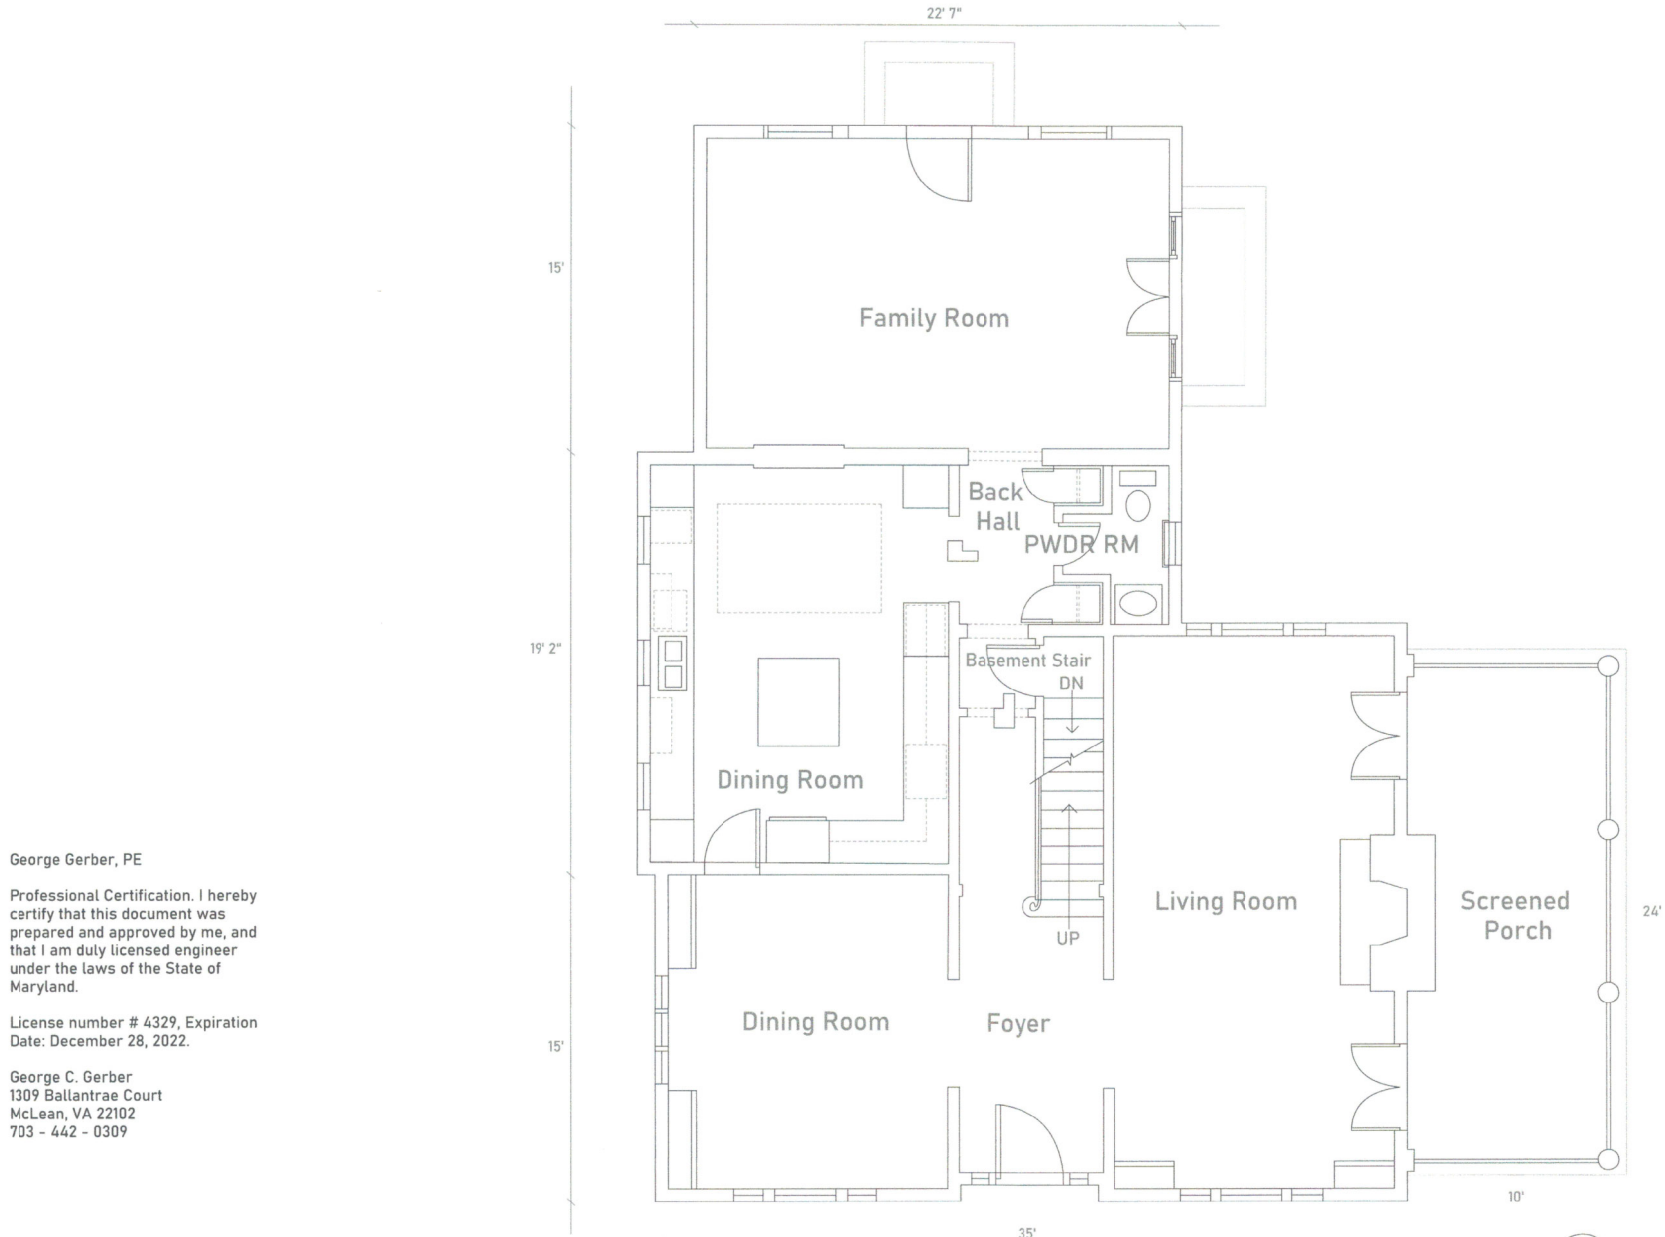 22' 7"
15'
Family Room
Back
Hall
PWDR RM
19' 2"
Basement Stair
DN
Dining Room
George Gerber, PE
Professional Certification. I hereby
certify that this document was
prepared and approved by me, and
that I am duly licensed engineer
under the laws of the State of
Maryland.
License number # 4329, Expiration
Date: December 28, 2022.
George C. Gerber
1309 Ballantrae Court
McLean, VA 22102
703 - 442 - 0309
Living Room
Screened
Porch
24'
UP
Dining Room
Foyer
15'
10'
35'